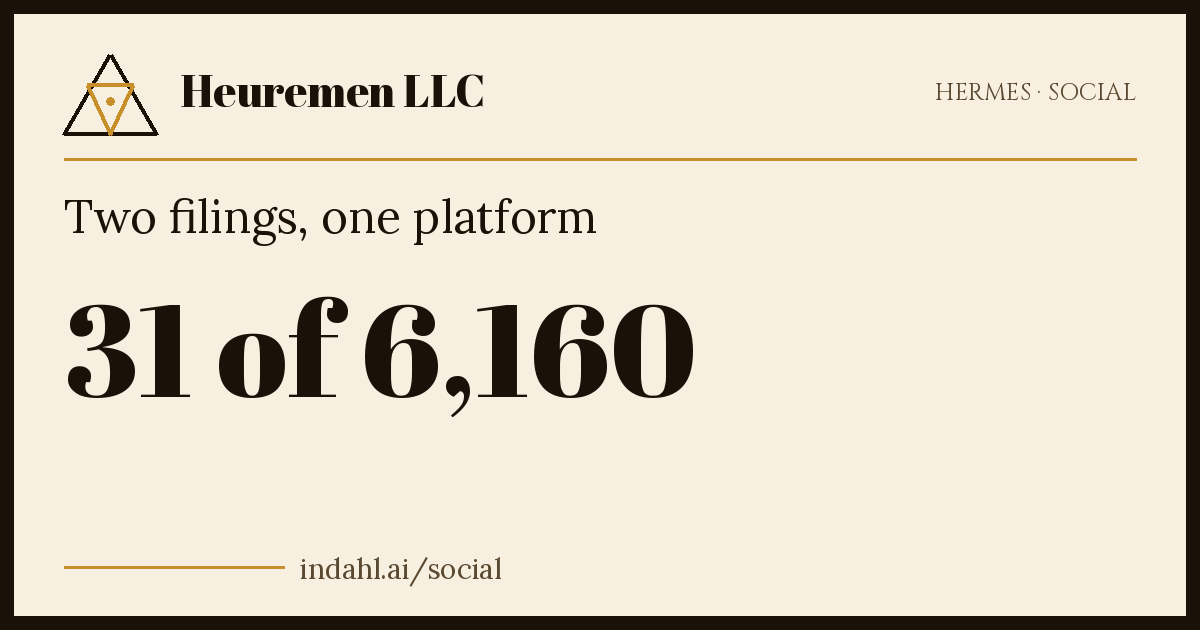 Heuremen LLC
HERMES · SOCIAL
Two filings, one platform
31 of 6,160
indahl.ai/social